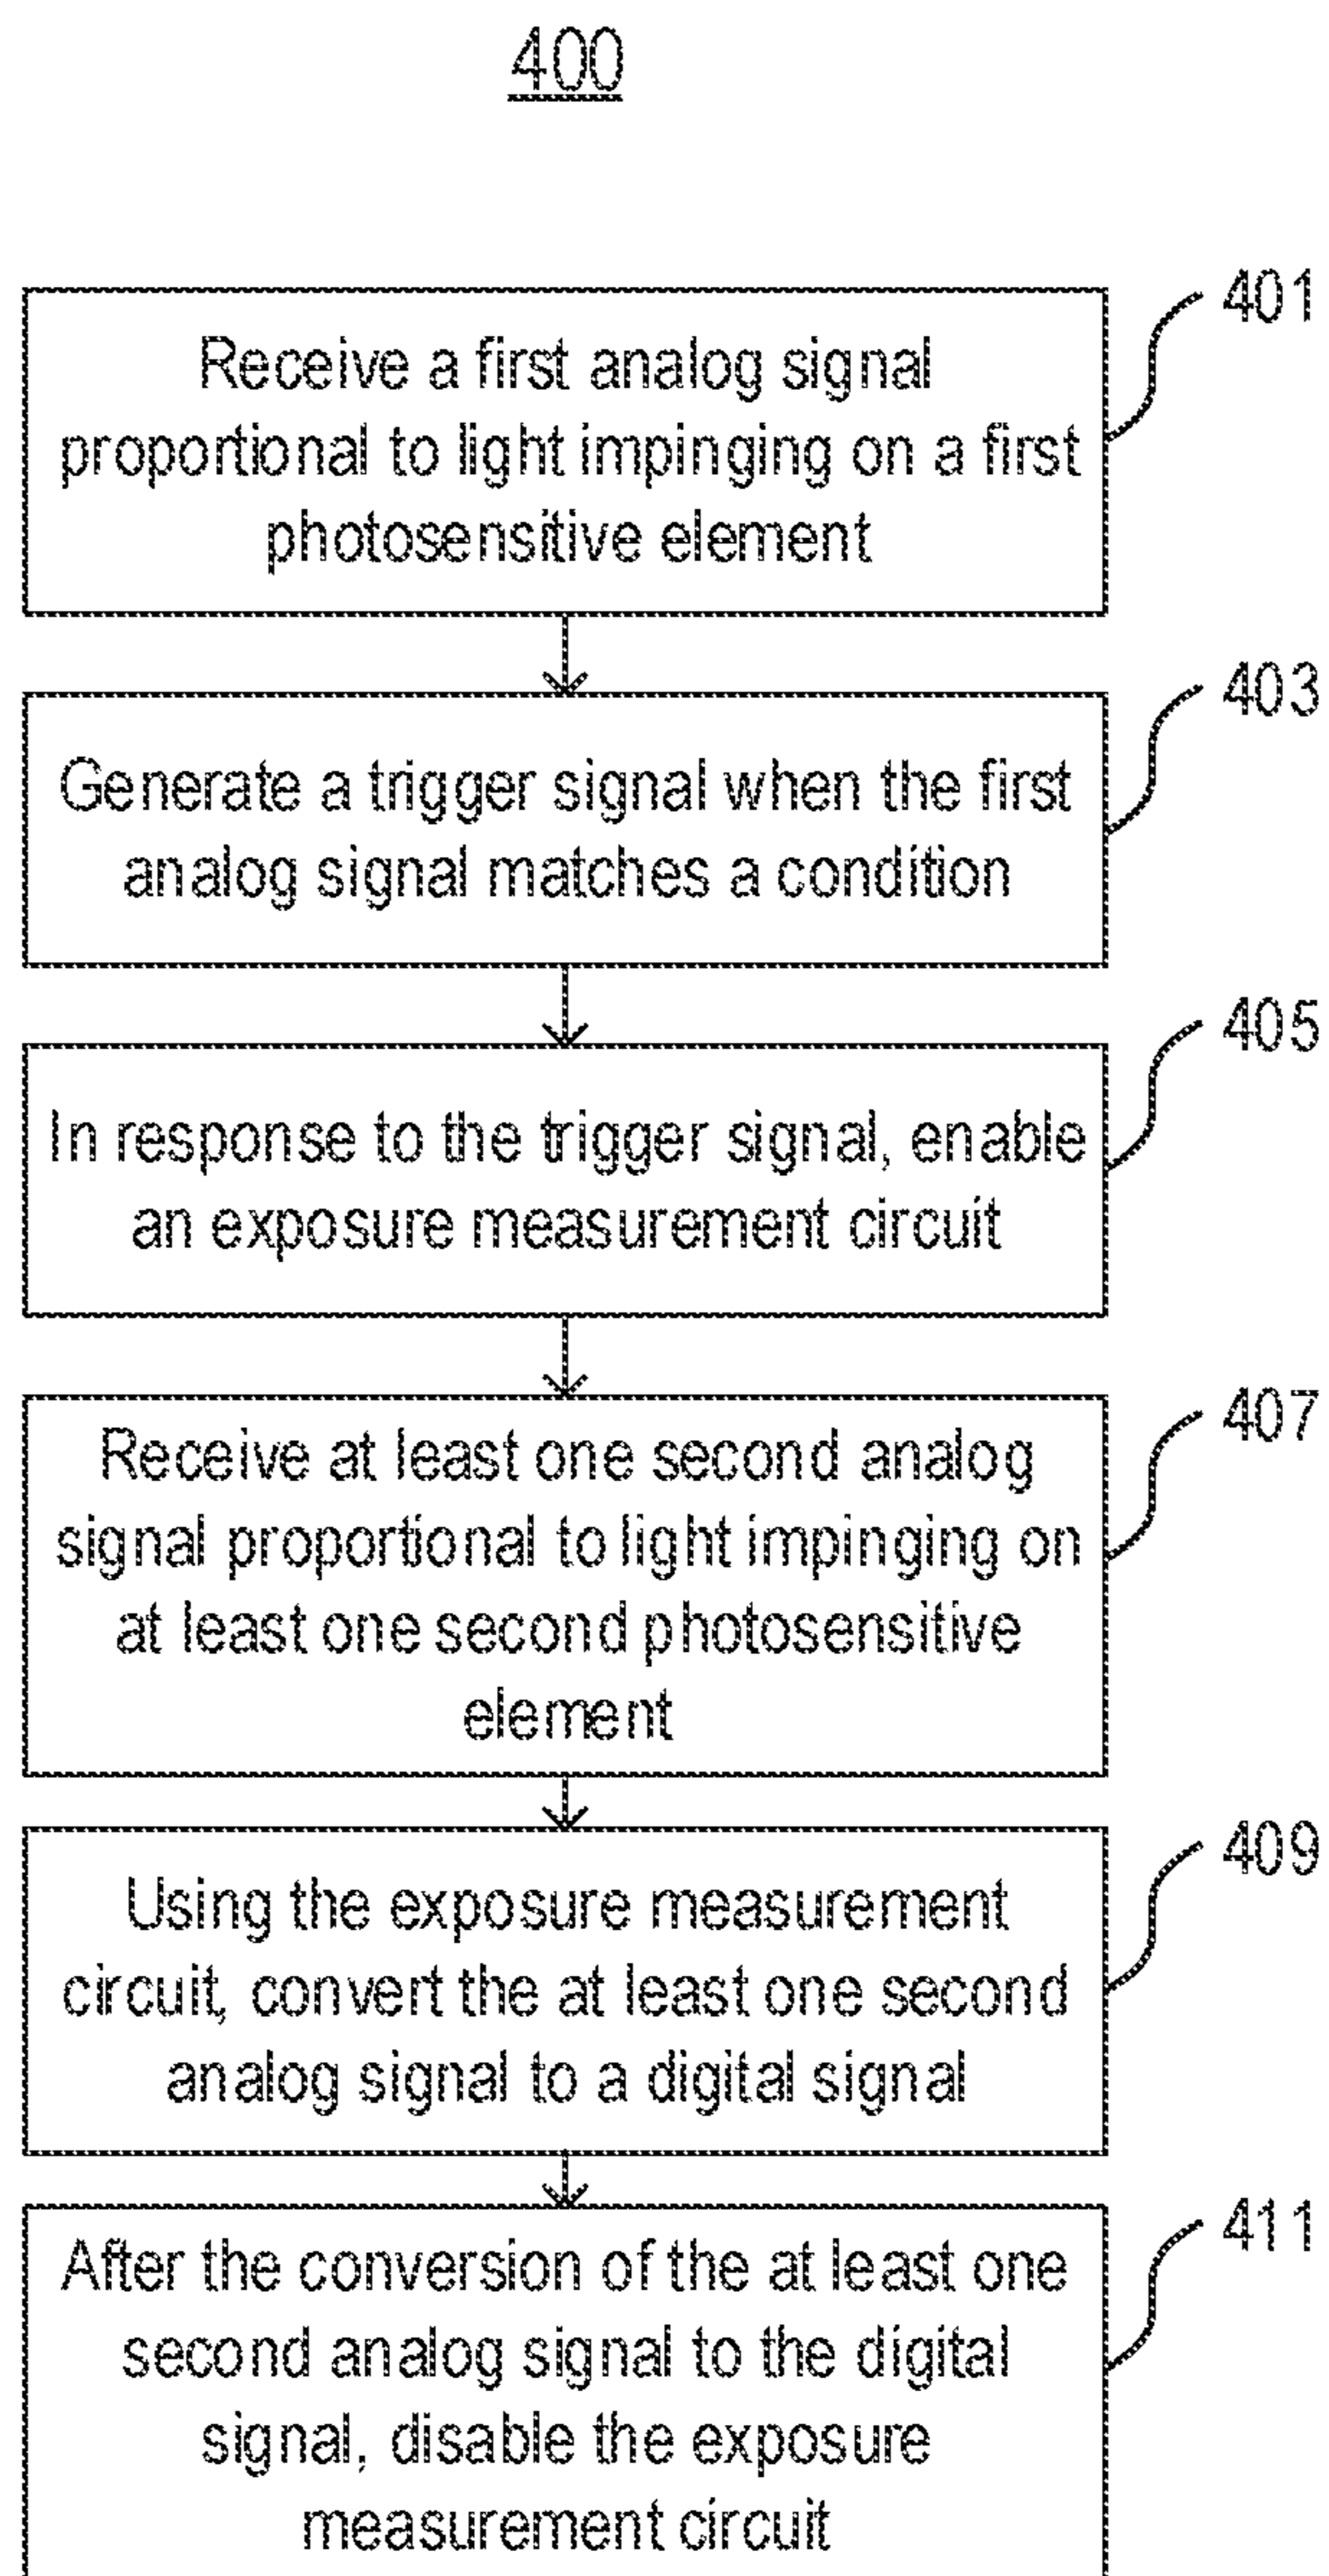 400
401
Receive a first analog signal
proportional to light impinging on a first
photosensitive element
403
Generate a trigger signal when the first
analog signal matches a condition
405
In response to the trigger signal, enable
an exposure measurement circuit
407
Receive at least one second analog
signal proportional to light impinging on
at least one second photosensitive
element
409
Using the exposure measurement
circuit, convert the at least one second
analog signal to a digital signal
411
After the conversion of the at least one
second analog signal to the digital
signal, disable the exposure
measurement circuit